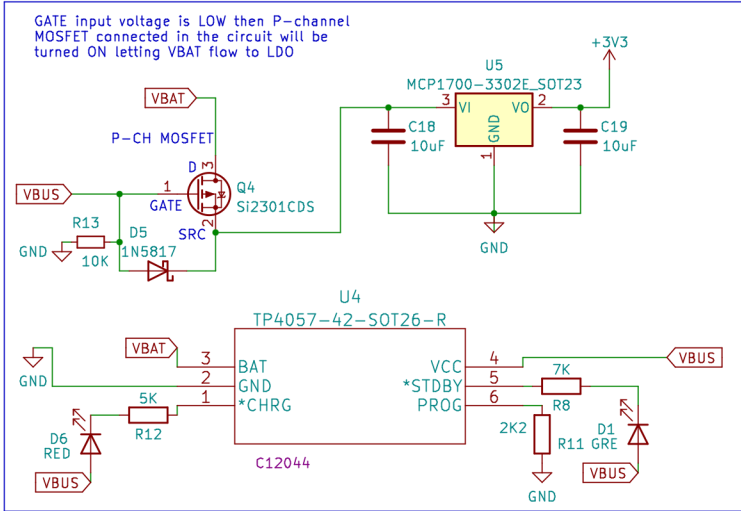 GATE input voltage is LOW then P-channel
MOSFET connected in the circuit will be
turned ON letting VBAT flow to LDO
+3V3
U5
MCP1700-3302E_SOT23
VBAT
3 VI VO 2
GND
1
C18
10uF
C19
10uF
GND
P-CH MOSFET
D 3
VBUS
1
GATE
Q4
Si2301CDS
2
SRC
R13
GND
10K
D5
1N5817
U4
TP4057-42-SOT26-R
VBAT
3 BAT
2 GND
1 *CHRG
VCC 4
*STDBY 5
PROG 6
VBUS
GND
5K
R12
D6
RED
VBUS
7K
R8
2K2
R11
GND
D1
GRE
VBUS
C12044